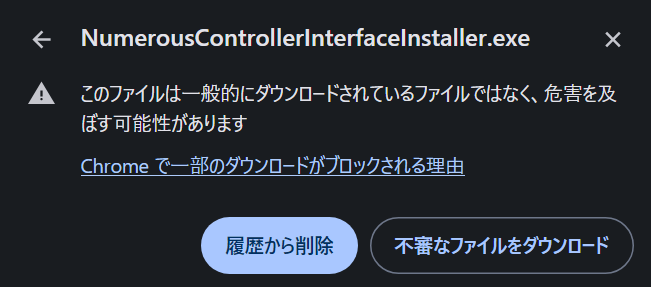 NumerousControllerInterfaceInstaller.exe
このファイルは一般的にダウンロードされているファイルではなく、危害を及
ぼす可能性があります
Chrome で一部のダウンロードがブロックされる理由
履歴から削除
不審なファイルをダウンロード